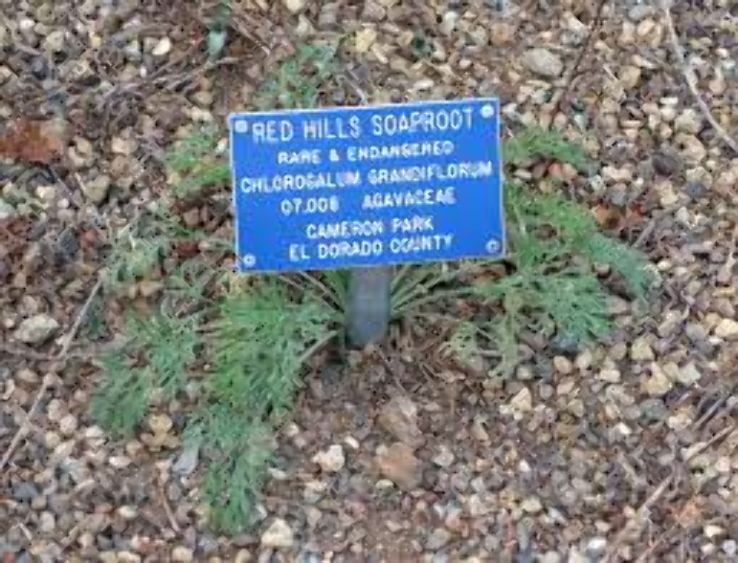 RED HILLS SOAPROOT
RARE & ENDANGERED
CHLOROGALUM GRANDIFLORUM
07.008 AGAVACEAE
CAMERON PARK
EL DORADO COUNTY